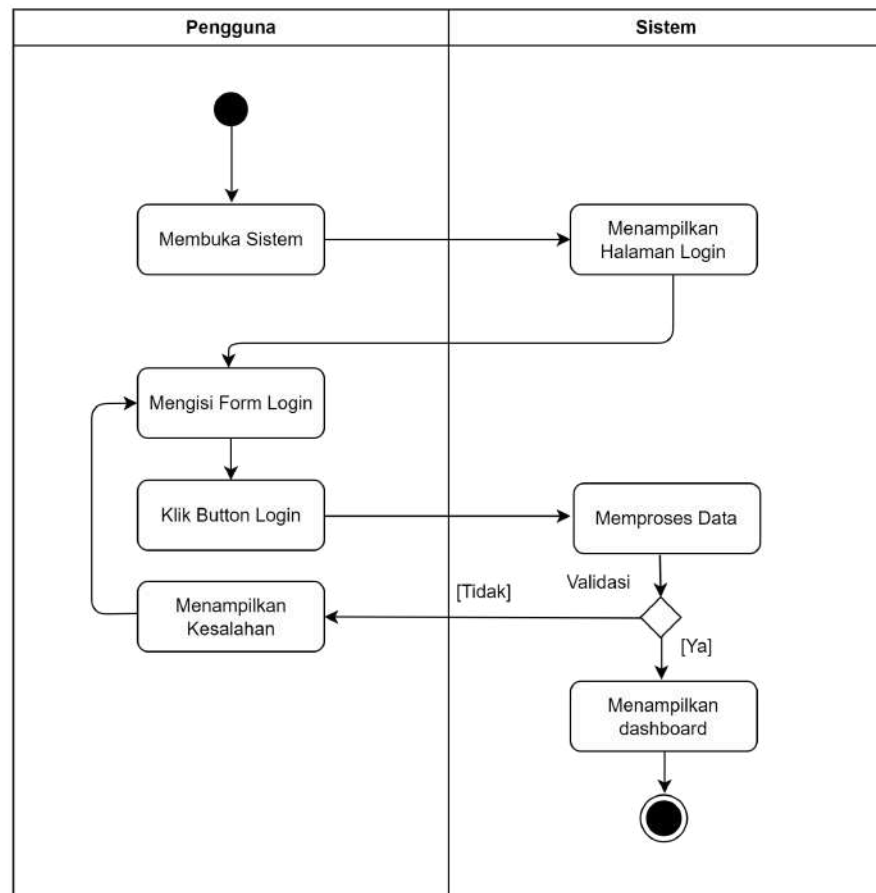 Pengguna
Sistem
Membuka Sistem
Menampilkan
Halaman Login
Mengisi Form Login
Klik Button Login
Memproses Data
Validasi
[Tidak]
Menampilkan
Kesalahan
[Ya]
Menampilkan
dashboard